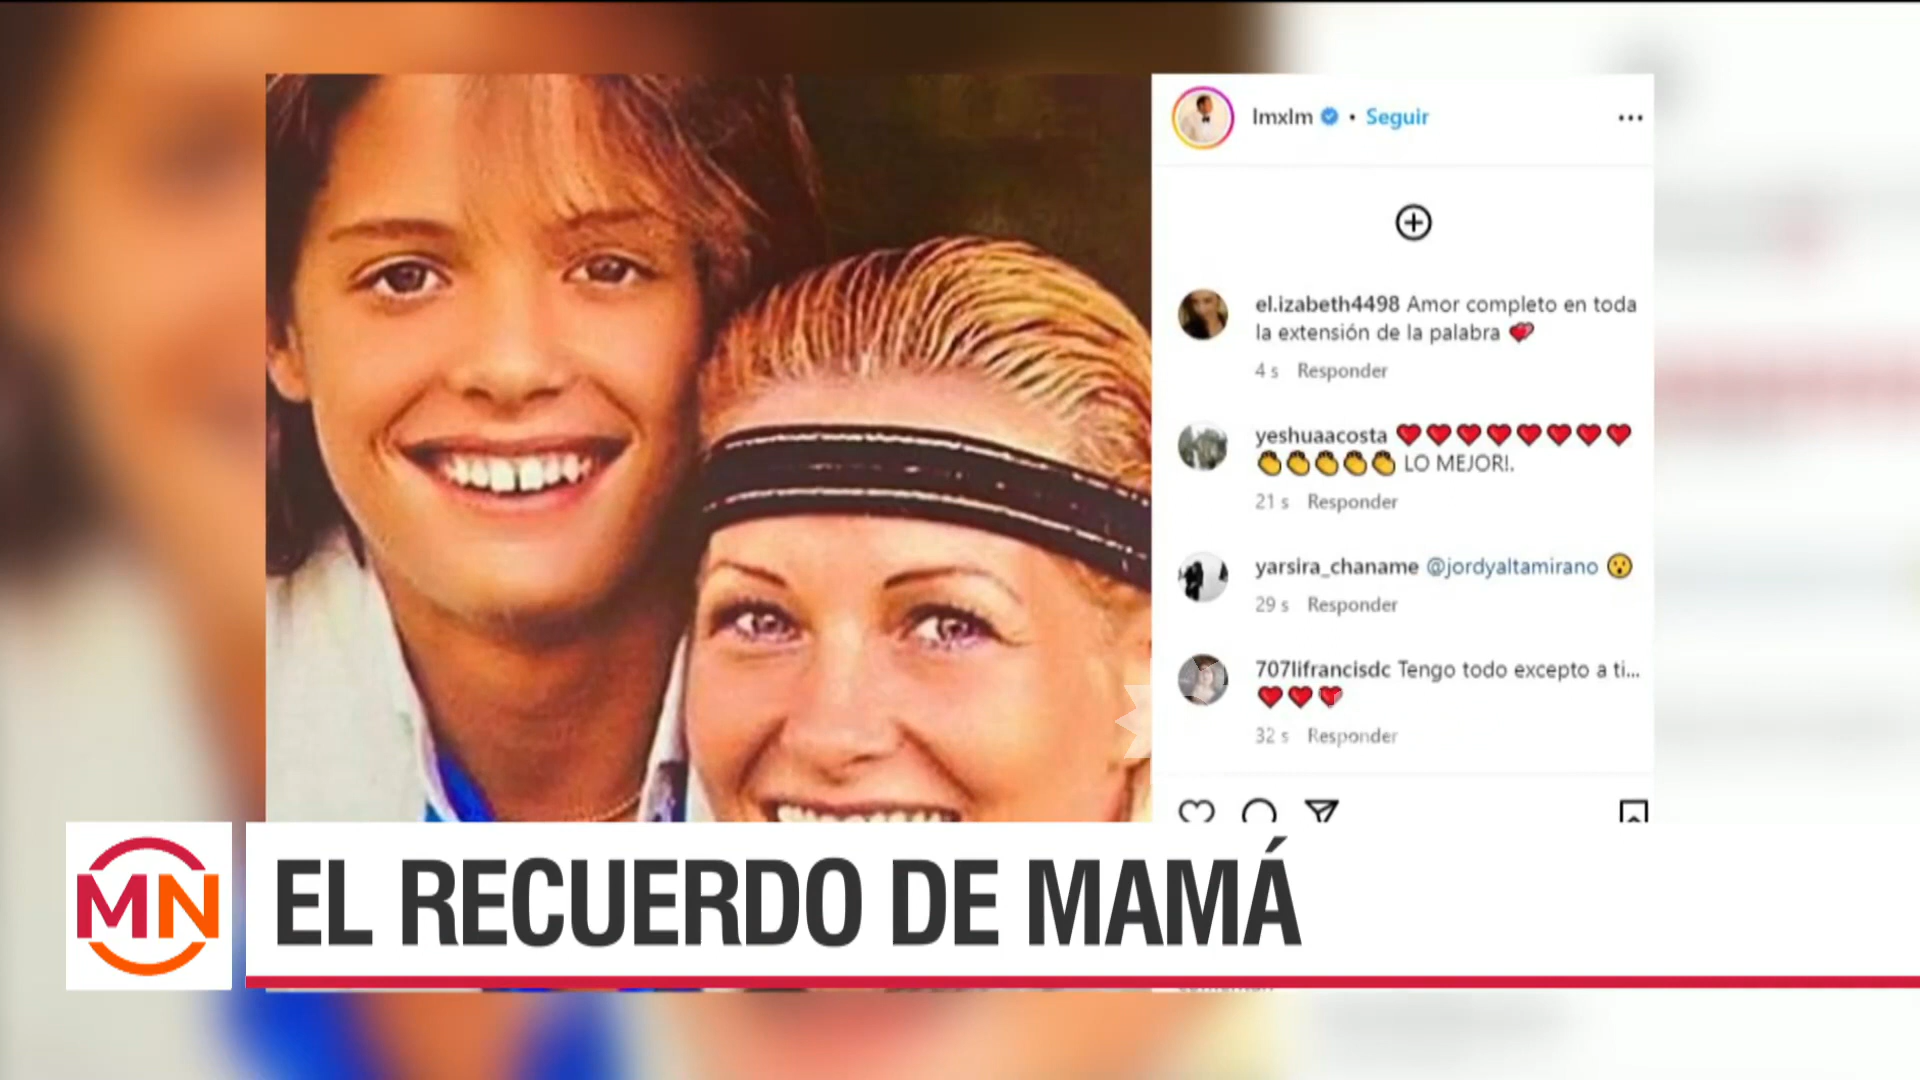 lmxlm • Seguir
el.izabeth4498 Amor completo en toda
la extensión de la palabra 💕
4 s Responder
yeshuaacosta ❤️❤️❤️❤️❤️❤️❤️❤️
👏👏👏👏👏 LO MEJOR!.
21 s Responder
yarsira_chaname @jordyaltamirano 😮
29 s Responder
707lifrancisdc Tengo todo excepto a ti...
❤️❤️❤️
32 s Responder
MN
EL RECUERDO DE MAMÁ